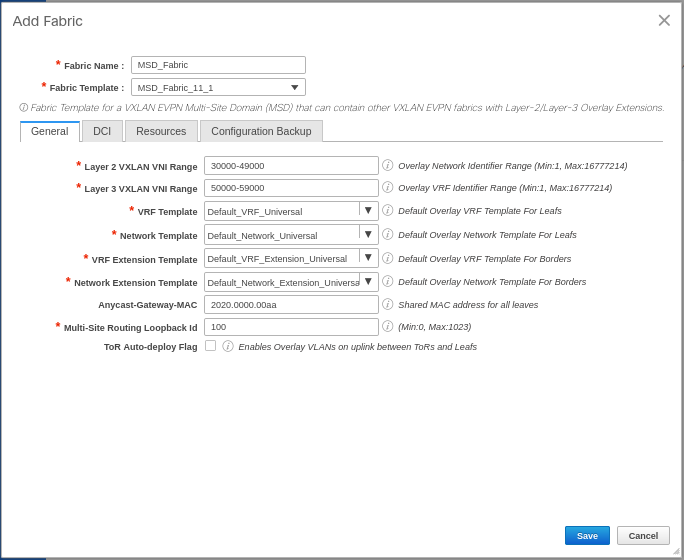 Add Fabric
* Fabric Name : MSD_Fabric
* Fabric Template : MSD_Fabric_11_1
Fabric Template for a VXLAN EVPN Multi-Site Domain (MSD) that can contain other VXLAN EVPN fabrics with Layer-2/Layer-3 Overlay Extensions.
General DCI Resources Configuration Backup
* Layer 2 VXLAN VNI Range 30000-49000 Overlay Network Identifier Range (Min:1, Max:16777214)
* Layer 3 VXLAN VNI Range 50000-59000 Overlay VRF Identifier Range (Min:1, Max:16777214)
* VRF Template Default_VRF_Universal Default Overlay VRF Template For Leafs
* Network Template Default_Network_Universal Default Overlay Network Template For Leafs
* VRF Extension Template Default_VRF_Extension_Universal Default Overlay VRF Template For Borders
* Network Extension Template Default_Network_Extension_Universa Default Overlay Network Template For Borders
Anycast-Gateway-MAC 2020.0000.00aa Shared MAC address for all leaves
* Multi-Site Routing Loopback Id 100 (Min:0, Max:1023)
ToR Auto-deploy Flag Enables Overlay VLANs on uplink between ToRs and Leafs
Save Cancel